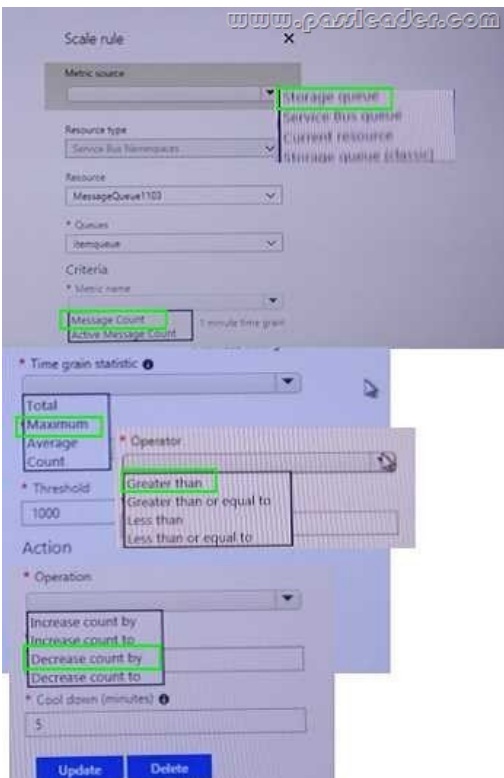 www.passleader.com
Scale rule
Metric source
Storage queue
Service Bus queue
Current resource
Storage queue (classic)
Resource type
Service Bus Namespaces
Resource
MessageQueue1103
* Queues
itemqueue
Criteria
* Metric name
Message Count
1 minute time grain
Active Message Count
* Time grain statistic
Total
Maximum
Average
Count
* Operator
Greater than
Greater than or equal to
Less than
Less than or equal to
* Threshold
1000
Action
* Operation
Increase count by
Increase count to
Decrease count by
Decrease count to
* Cool down (minutes)
5
Update Delete